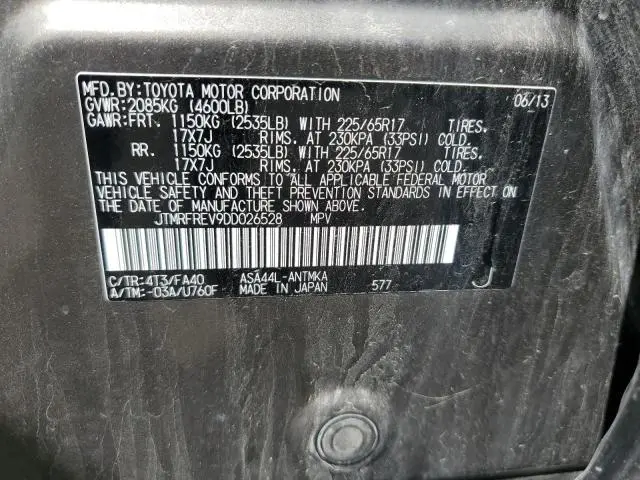 MFD.BY:TOYOTA MOTOR CORPORATION 06/13
GVWR:2085KG (4600LB)
GAWR:FRT. 1150KG (2535LB) WITH 225/65R17 TIRES.
17X7J RIMS. AT 230KPA (33PSI) COLD.
RR. 1150KG (2535LB) WITH 225/65R17 TIRES.
17X7J RIMS. AT 230KPA (33PSI) COLD.
THIS VEHICLE CONFORMS TO ALL APPLICABLE FEDERAL MOTOR
VEHICLE SAFETY AND THEFT PREVENTION STANDARDS IN EFFECT ON
THE DATE OF MANUFACTURE SHOWN ABOVE.
JTMRFREV9DD026528 MPV
C/TR:4T3/FA40 ASA44L-ANTMKA
A/TM:-03A/U760F MADE IN JAPAN 577 J